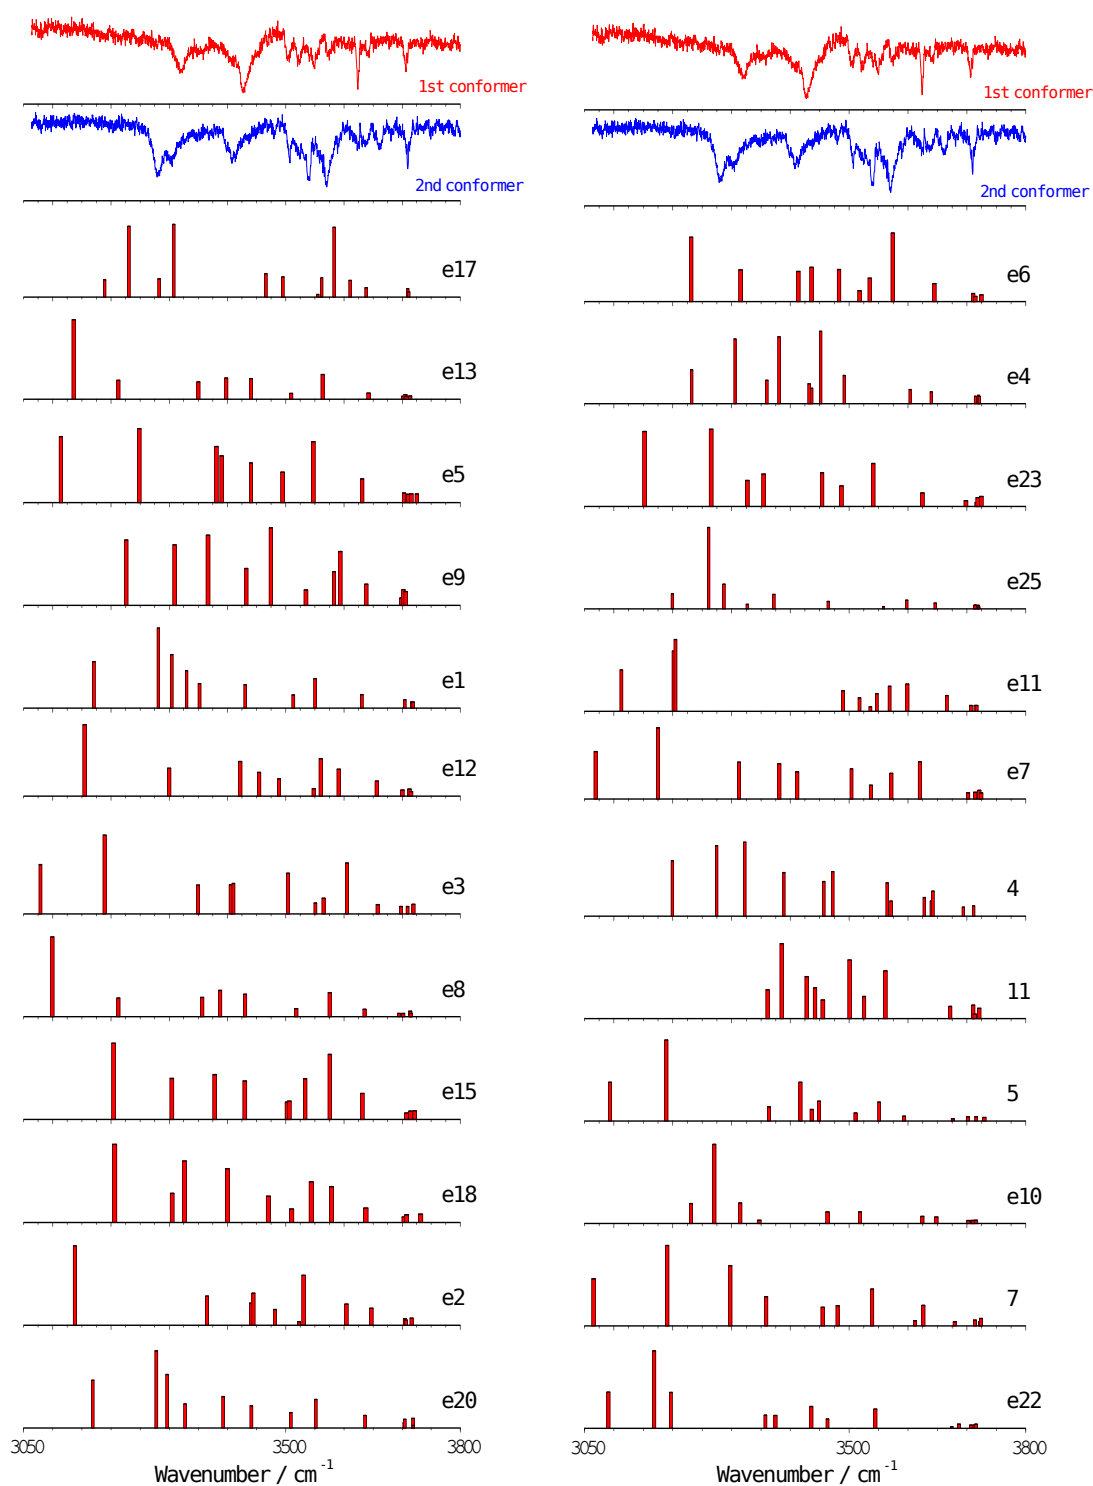 1st conformer
2nd conformer
e17
e13
e5
e9
e1
e12
e3
e8
e15
e18
e2
e20
3050 3500 3800
Wavenumber / cm-1
1st conformer
2nd conformer
e6
e4
e23
e25
e11
e7
4
11
5
e10
7
e22
3050 3500 3800
Wavenumber / cm-1